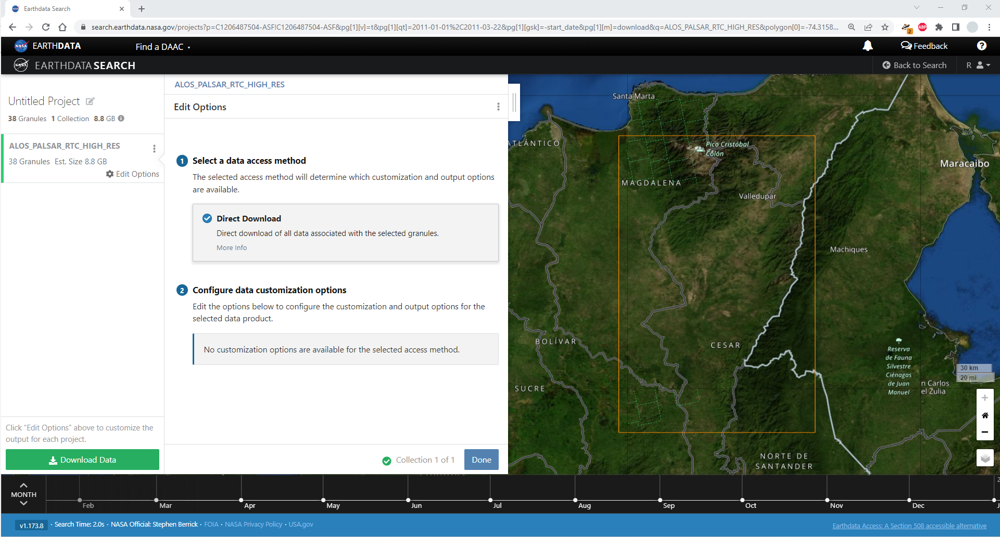 Earthdata Search
search.earthdata.nasa.gov/projects?p=C1206487504-ASF!C1206487504-ASF&pg[1][v]=t&pg[1][qt]=2011-01-01%2C2011-03-22&pg[1][gsk]=-start_date&pg[1][m]=download&q=ALOS_PALSAR_RTC_HIGH_RES&polygon[0]=-74.3158...
2
ABP
NASA
EARTHDATA
Find a DAAC
Feedback
?
NASA
EARTHDATA SEARCH
Back to Search
R
Untitled Project
38 Granules 1 Collection 8.8 GB
ALOS_PALSAR_RTC_HIGH_RES
38 Granules Est. Size 8.8 GB
Edit Options
Click “Edit Options” above to customize the
output for each project.
Download Data
ALOS_PALSAR_RTC_HIGH_RES
Edit Options
1 Select a data access method
The selected access method will determine which customization and output options
are available.
Direct Download
Direct download of all data associated with the selected granules.
More Info
2 Configure data customization options
Edit the options below to configure the customization and output options for the
selected data product.
No customization options are available for the selected access method.
Collection 1 of 1
Done
Santa Marta
ATLÁNTICO
Pico Cristóbal
Colón
Maracaibo
MAGDALENA
Valledupar
Machiques
BOLÍVAR
CESAR
Reserva
de Fauna
Silvestre
Ciénagas
de Juan
Manuel
SUCRE
30 km
20 mi
n Carlos
el Zulia
NORTE DE
SANTANDER
MONTH
Feb
Mar
Apr
May
Jun
Jul
Aug
Sep
Oct
Nov
Dec
v1.173.8 · Search Time: 2.0s · NASA Official: Stephen Berrick · FOIA · NASA Privacy Policy · USA.gov
Earthdata Access: A Section 508 accessible alternative